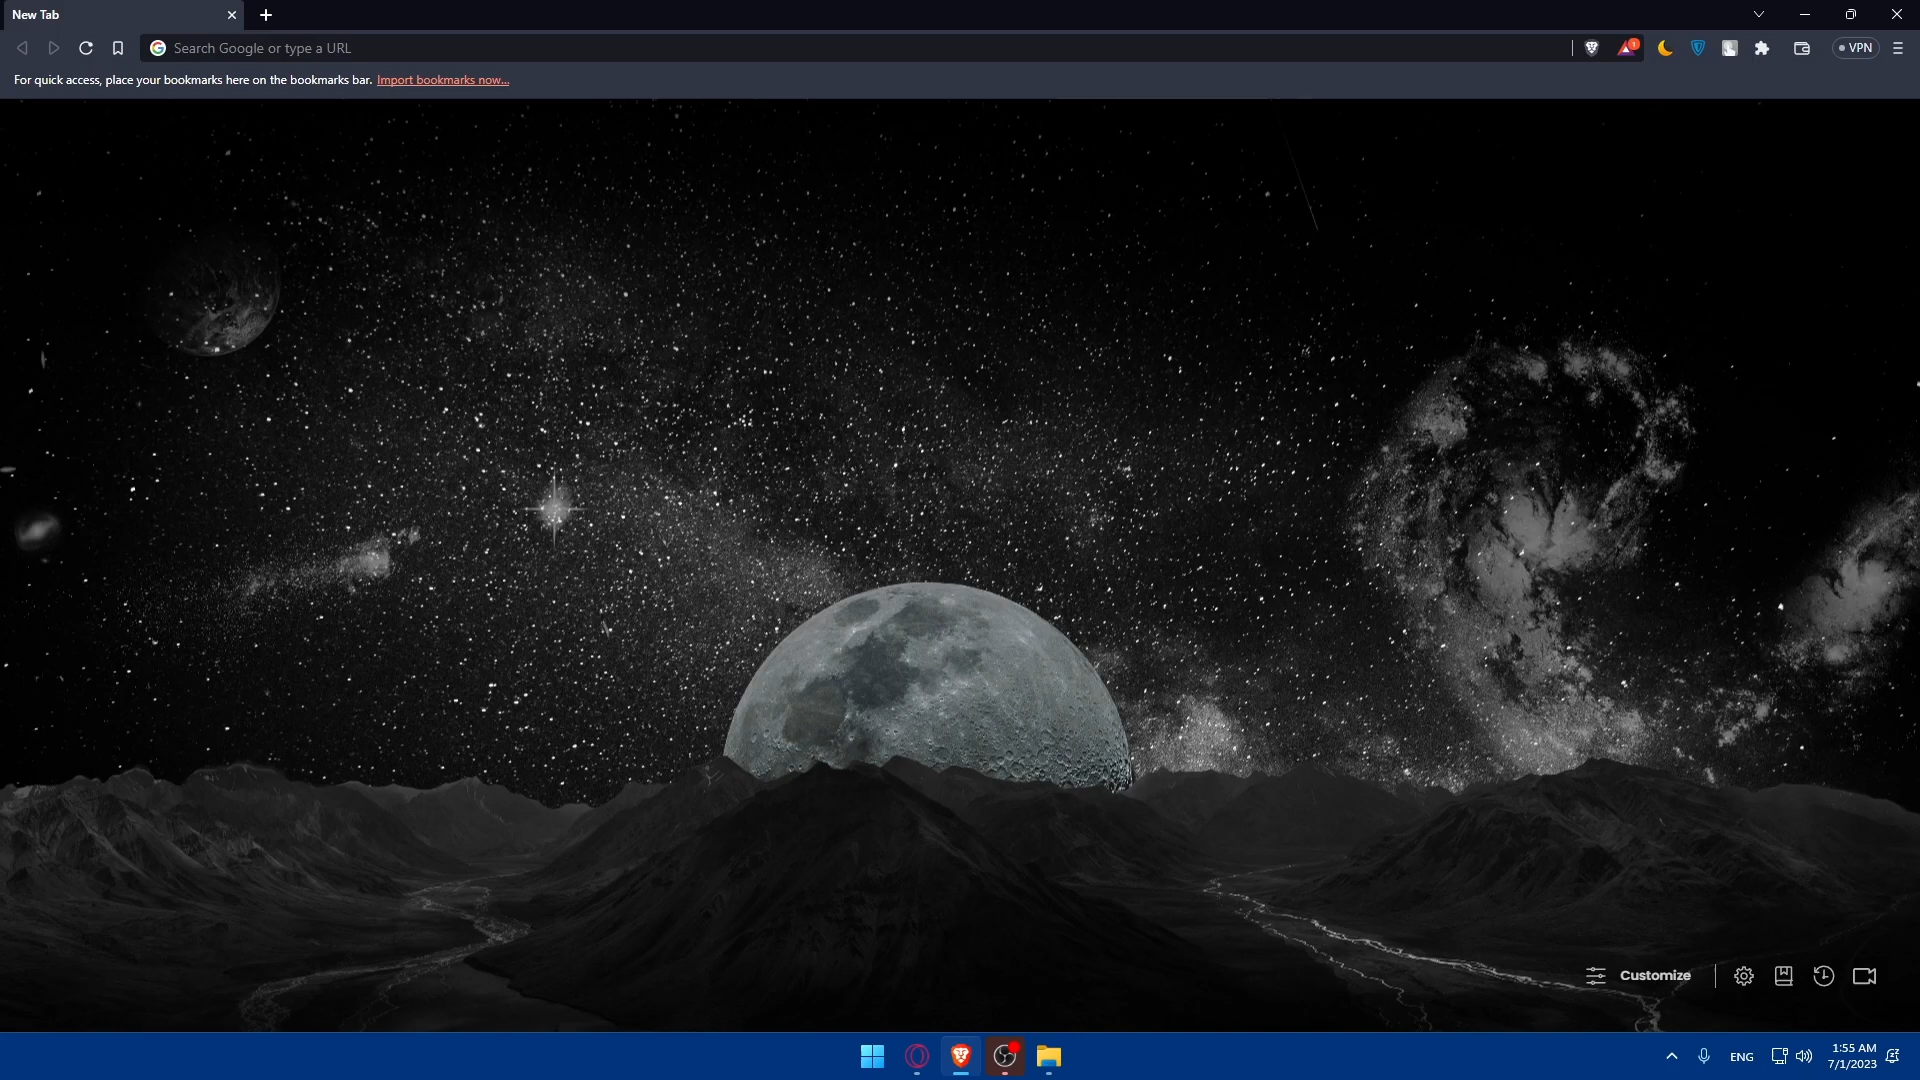 New Tab
Search Google or type a URL
1
VPN
For quick access, place your bookmarks here on the bookmarks bar. Import bookmarks now...
Customize
ENG
1:55 AM
7/1/2023